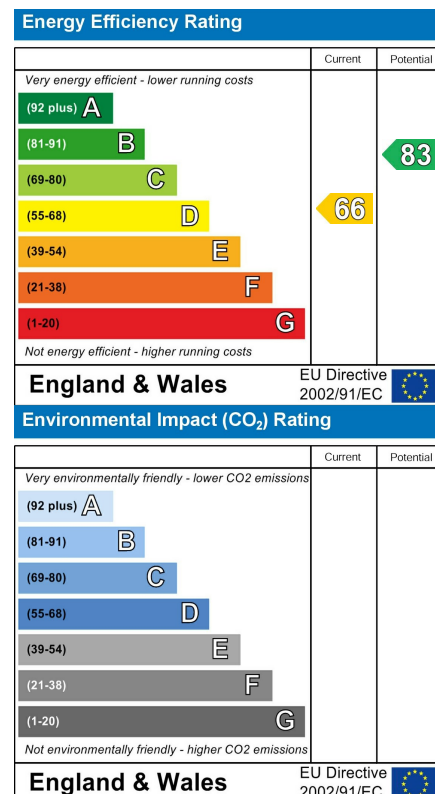 Energy Efficiency Rating
Current Potential
Very energy efficient - lower running costs
(92 plus) A
(81-91) B
83
(69-80) C
(55-68) D
66
(39-54) E
(21-38) F
(1-20) G
Not energy efficient - higher running costs
England & Wales
EU Directive
2002/91/EC
Environmental Impact (CO₂) Rating
Current Potential
Very environmentally friendly - lower CO2 emissions
(92 plus) A
(81-91) B
(69-80) C
(55-68) D
(39-54) E
(21-38) F
(1-20) G
Not environmentally friendly - higher CO2 emissions
England & Wales
EU Directive
2002/91/EC